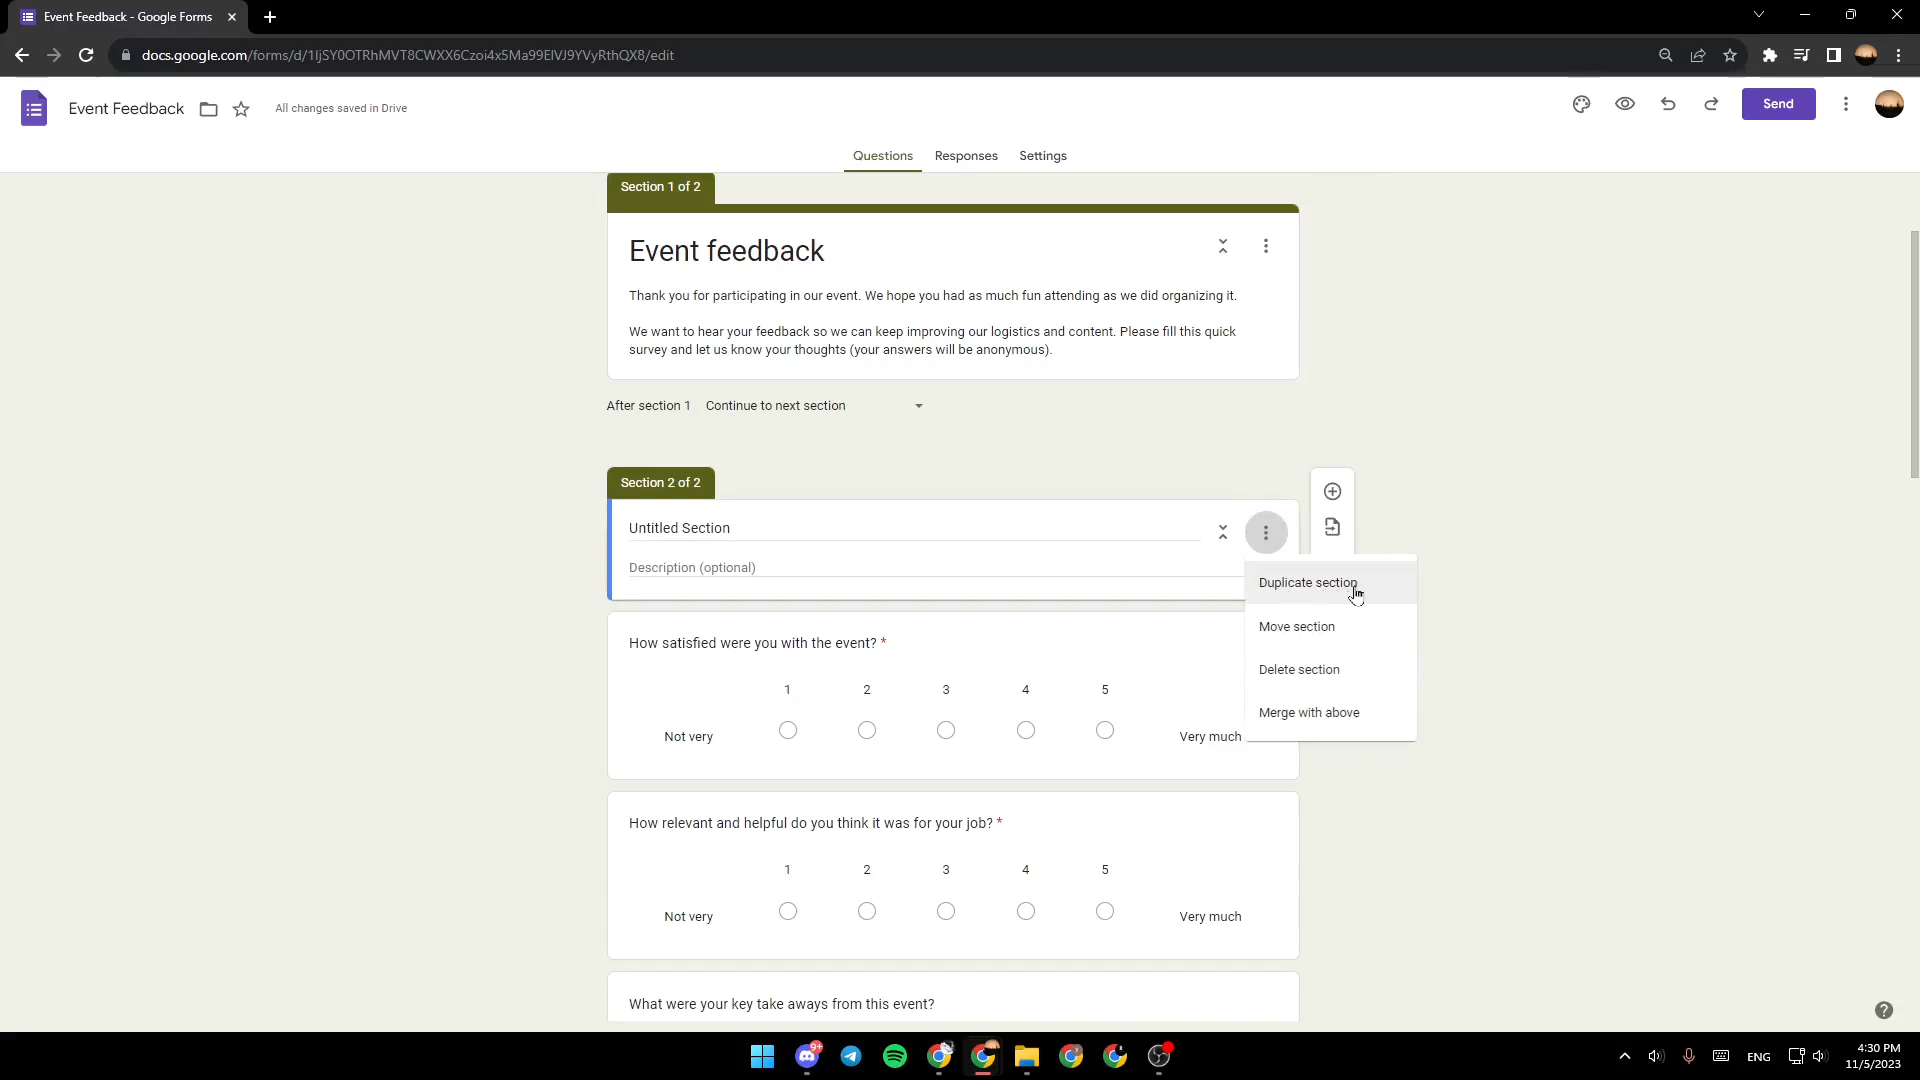 Event Feedback - Google Forms
docs.google.com/forms/d/1IjSY0OTRhMVT8CWXX6Czoi4x5Ma99EIVJ9YVyRthQX8/edit
Event Feedback
All changes saved in Drive
Send
Questions
Responses
Settings
Section 1 of 2
Event feedback
Thank you for participating in our event. We hope you had as much fun attending as we did organizing it.
We want to hear your feedback so we can keep improving our logistics and content. Please fill this quick
survey and let us know your thoughts (your answers will be anonymous).
After section 1 Continue to next section
Section 2 of 2
Untitled Section
Description (optional)
Duplicate section
Move section
Delete section
Merge with above
How satisfied were you with the event? *
1 2 3 4 5
Not very
Very much
How relevant and helpful do you think it was for your job? *
1 2 3 4 5
Not very
Very much
What were your key take aways from this event?
9+
ENG
4:30 PM
11/5/2023